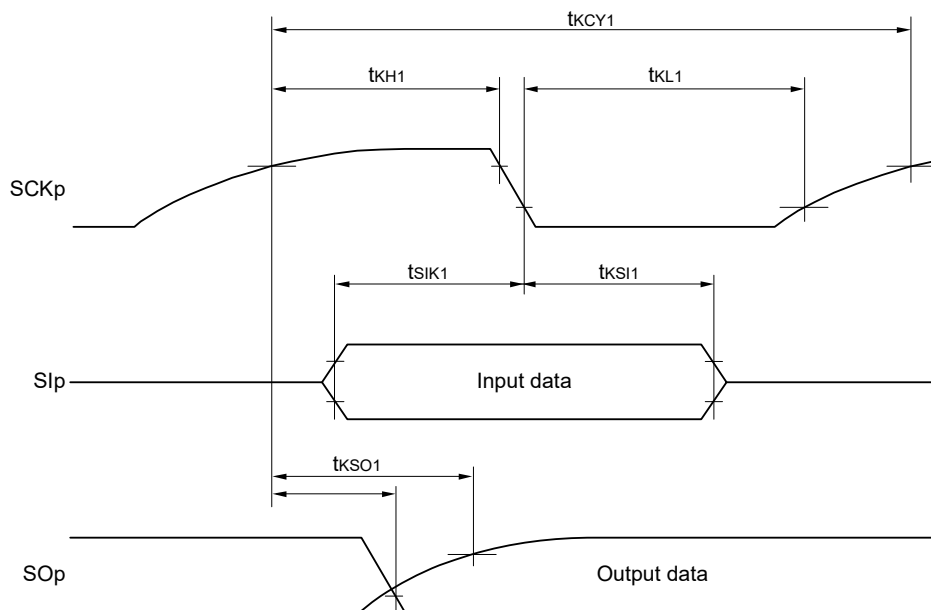 tKCY1
tKH1
tKL1
SCKp
tSIK1
tKSI1
SIp
Input data
tKSO1
SOp
Output data